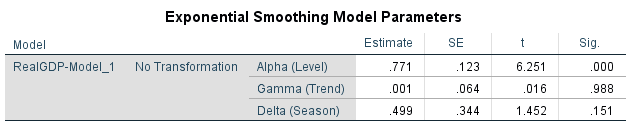 Exponential Smoothing Model Parameters
Model Estimate SE t Sig.
RealGDP-Model_1 No Transformation Alpha (Level) .771 .123 6.251 .000
Gamma (Trend) .001 .064 .016 .988
Delta (Season) .499 .344 1.452 .151